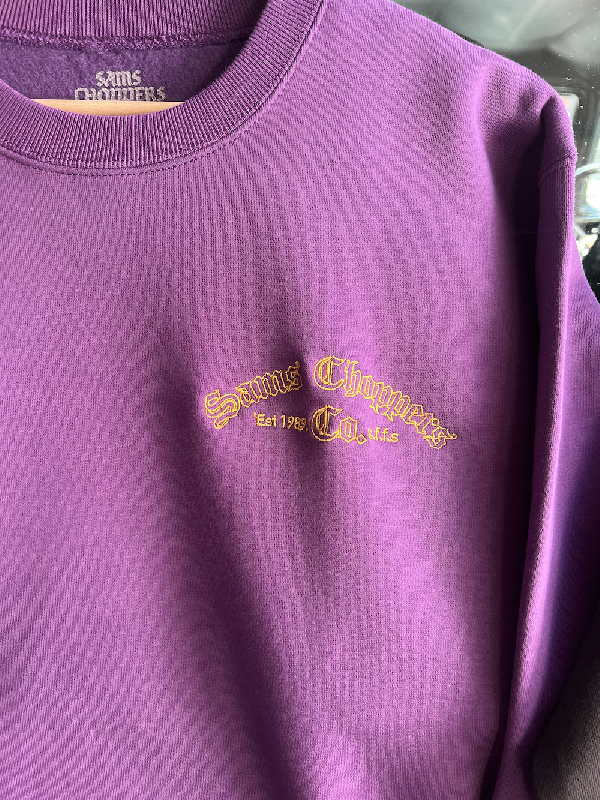 SAMS
CHOPPERS
Sams Choppers
Est 1989 Co. t.f.f.s